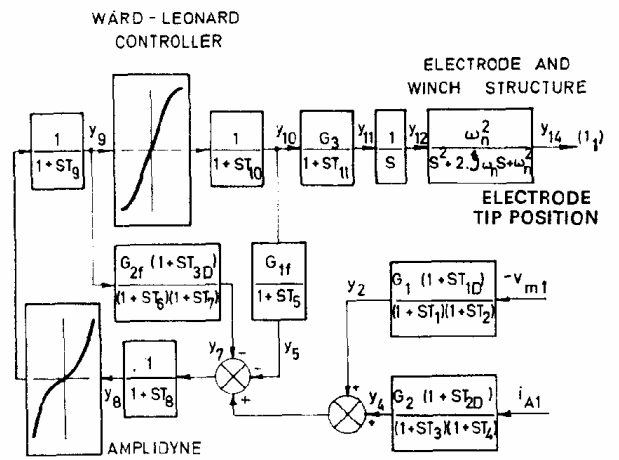 WARD - LEONARD
CONTROLLER
ELECTRODE AND
WINCH STRUCTURE
1
1 + ST9
y9
1
1 + ST10
y10
G3
1 + ST11
y11
1
S
y12
ωn²
S² + 2.ʃ ωnS + ωn²
y14
(11)
ELECTRODE
TIP POSITION
G2f (1 + ST3D)
(1 + ST6)(1 + ST7)
G1f
1 + ST5
y2
G1 (1 + ST1D)
(1 + ST1)(1 + ST2)
-vm1
y7
-
-
y5
y8
1
1 + ST8
+
+
+
y4
G2 (1 + ST2D)
(1 + ST3)(1 + ST4)
iA1
AMPLIDYNE